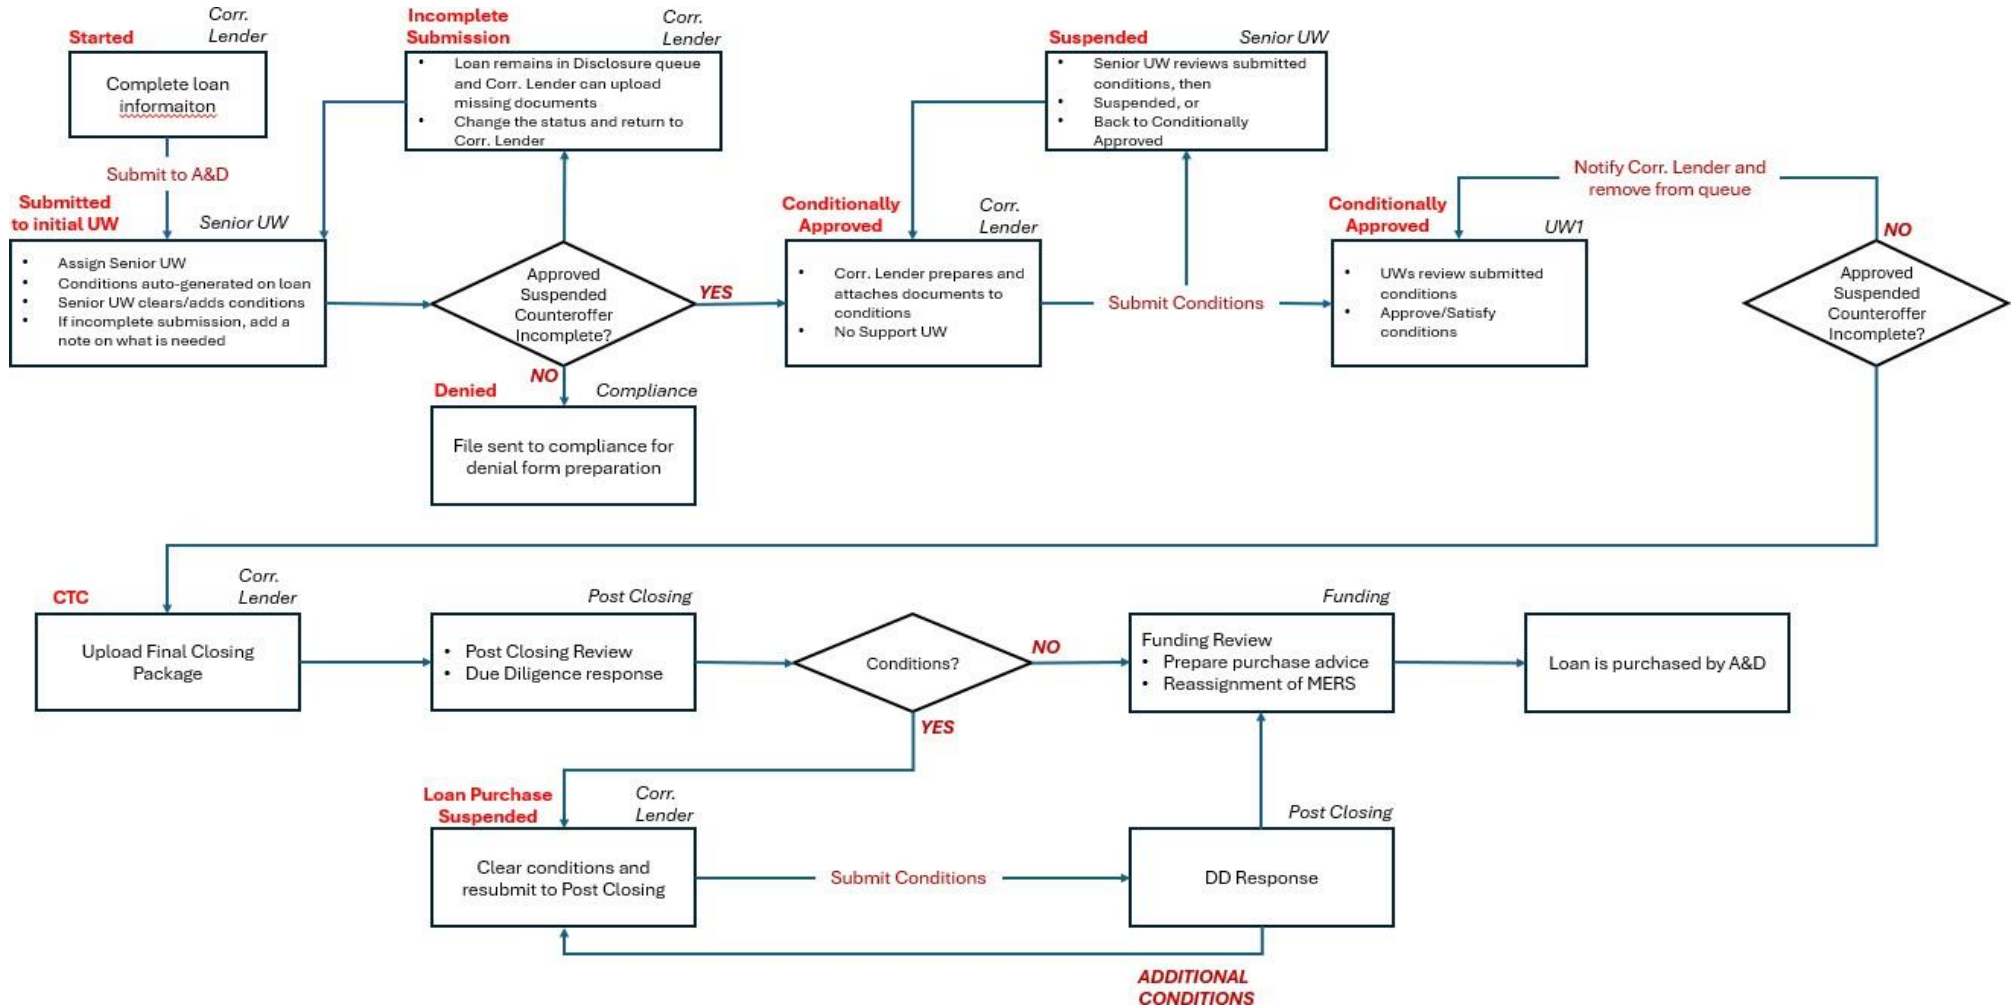 Started
Corr.
Lender
Complete loan
informaiton
Submit to A&D
Incomplete
Submission
Corr.
Lender
• Loan remains in Disclosure queue
and Corr. Lender can upload
missing documents
• Change the status and return to
Corr. Lender
Submitted
to initial UW
Senior UW
• Assign Senior UW
• Conditions auto-generated on loan
• Senior UW clears/adds conditions
• If incomplete submission, add a
note on what is needed
Approved
Suspended
Counteroffer
Incomplete?
YES
NO
Denied
Compliance
File sent to compliance for
denial form preparation
Conditionally
Approved
Corr.
Lender
• Corr. Lender prepares and
attaches documents to
conditions
• No Support UW
Submit Conditions
Suspended
Senior UW
• Senior UW reviews submitted
conditions, then
• Suspended, or
• Back to Conditionally
Approved
Conditionally
Approved
UW1
• UWs review submitted
conditions
• Approve/Satisfy
conditions
Notify Corr. Lender and
remove from queue
NO
Approved
Suspended
Counteroffer
Incomplete?
CTC
Corr.
Lender
Upload Final Closing
Package
Post Closing
• Post Closing Review
• Due Diligence response
Conditions?
NO
YES
Funding
Funding Review
• Prepare purchase advice
• Reassignment of MERS
Loan is purchased by A&D
Loan Purchase
Suspended
Corr.
Lender
Clear conditions and
resubmit to Post Closing
Submit Conditions
Post Closing
DD Response
ADDITIONAL
CONDITIONS